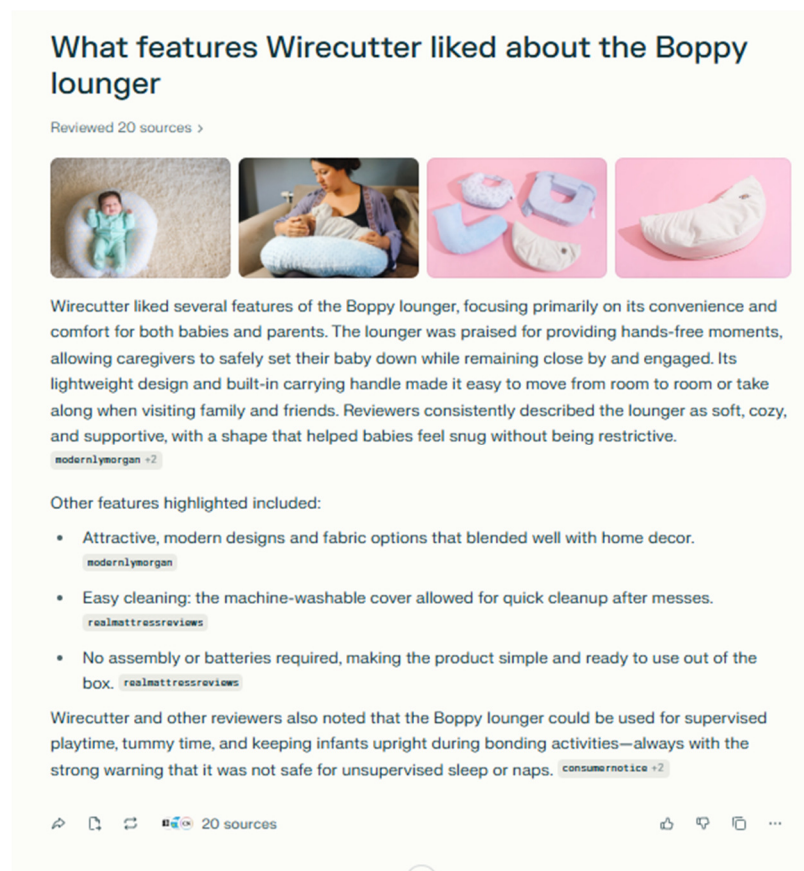 What features Wirecutter liked about the Boppy
lounger
Reviewed 20 sources >
Wirecutter liked several features of the Boppy lounger, focusing primarily on its convenience and
comfort for both babies and parents. The lounger was praised for providing hands-free moments,
allowing caregivers to safely set their baby down while remaining close by and engaged. Its
lightweight design and built-in carrying handle made it easy to move from room to room or take
along when visiting family and friends. Reviewers consistently described the lounger as soft, cozy,
and supportive, with a shape that helped babies feel snug without being restrictive.
modernlymorgan +2
Other features highlighted included:
• Attractive, modern designs and fabric options that blended well with home decor.
modernlymorgan
• Easy cleaning: the machine-washable cover allowed for quick cleanup after messes.
realmattressreviews
• No assembly or batteries required, making the product simple and ready to use out of the
box. realmattressreviews
Wirecutter and other reviewers also noted that the Boppy lounger could be used for supervised
playtime, tummy time, and keeping infants upright during bonding activities—always with the
strong warning that it was not safe for unsupervised sleep or naps. consumernotice +2
20 sources